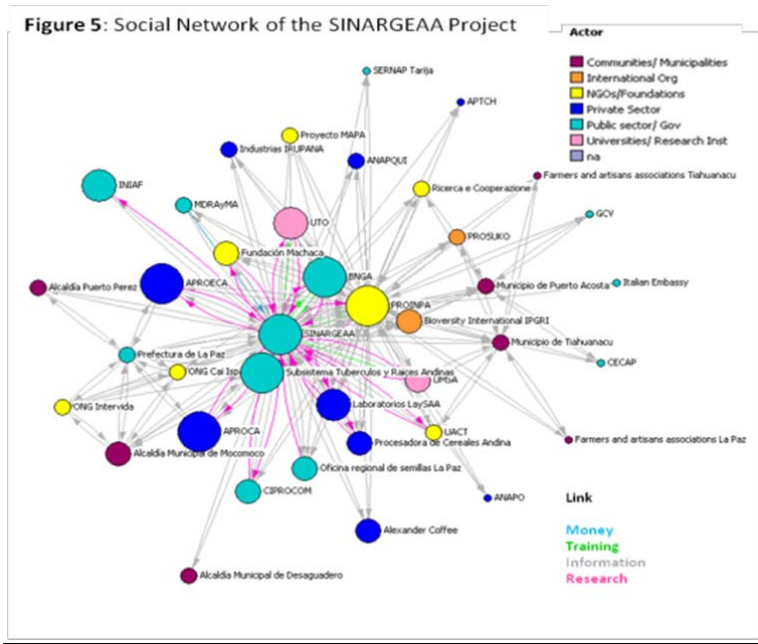 Figure 5: Social Network of the SINARGEAA Project
Actor
Communities/ Municipalities
International Org
NGOs/Foundations
Private Sector
Public sector/ Gov
Universities/ Research Inst
na
SERNAP Tarija
APTCH
Proyecto MAPA
Industrias IRUPANA
ANAPQUI
Farmers and artisans associations Tiahuanacu
INIAF
Ricerca e Cooperazione
MDRAyMA
GCV
UTO
PROSUKO
Fundación Machaca
BNGA
Alcaldía Puerto Perez
APROECA
Municipio de Puerto Acosta
Italian Embassy
PROINPA
Bioversity International IPGRI
SINARGEAA
Municipio de Tiahuanacu
Prefectura de La Paz
CECAP
ONG Cai Isp
Subsistema Tuberculos y Raices Andinas
UMSA
ONG Intervida
Laboratorios LaySAA
APROCA
UACT
Procesadora de Cereales Andina
Farmers and artisans associations La Paz
Alcaldía Municipal de Mocomoco
Oficina regional de semillas La Paz
CIPROCOM
ANAPO
Link
Alexander Coffee
Money
Training
Information
Research
Alcaldía Municipal de Desaguadero